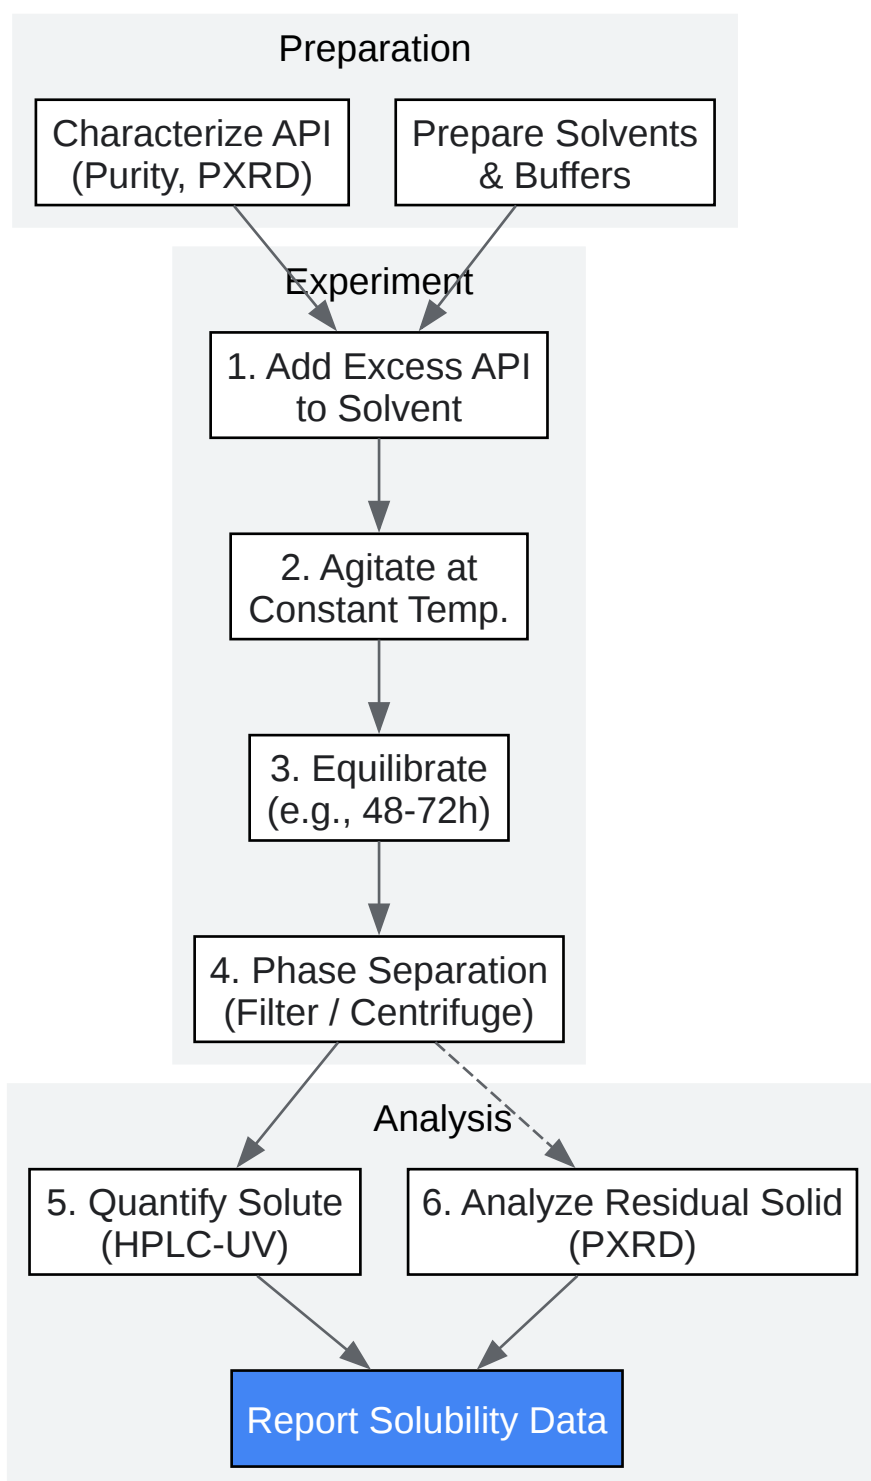 Preparation
Characterize API
(Purity, PXRD)
Prepare Solvents
& Buffers
Experiment
1. Add Excess API
to Solvent
2. Agitate at
Constant Temp.
3. Equilibrate
(e.g., 48-72h)
4. Phase Separation
(Filter / Centrifuge)
Analysis
5. Quantify Solute
(HPLC-UV)
6. Analyze Residual Solid
(PXRD)
Report Solubility Data